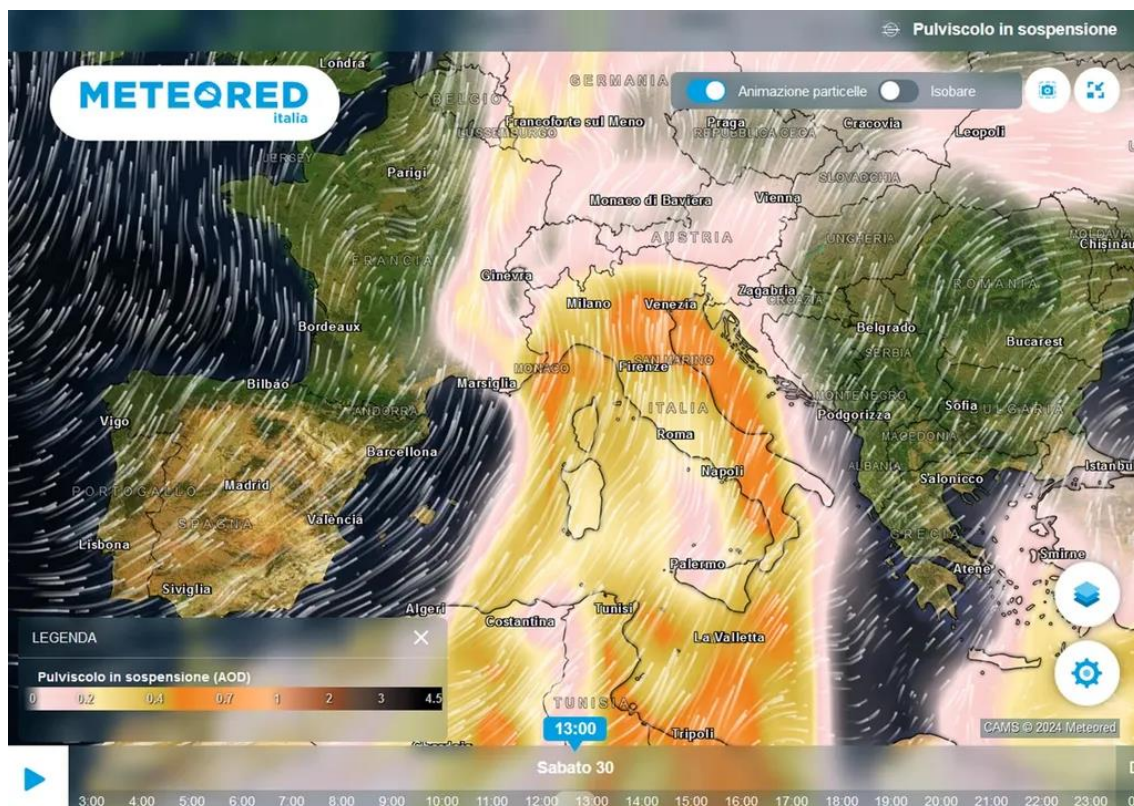 Pulviscolo in sospensione
METEORED
italia
Animazione particelle
Isobare
Londra
GERMANIA
BELGIO
Francoforte sul Meno
LUSSEMBURGO
Praga
REPUBBLICA CECA
Cracovia
Leopoli
JERSEY
Parigi
SLOVACCHIA
Monaco di Baviera
Vienna
AUSTRIA
UNGHERIA
MOLDAVIA
Chisinău
FRANCIA
Ginevra
Milano
Venezia
Zagabria
CROAZIA
ROMANIA
Bordeaux
Belgrado
Bucarest
SERBIA
MONACO
Firenze
SAN MARINO
Marsiglia
Bilbao
ANDORRA
MONTENEGRO
Podgorizza
Sofia
BULGARIA
ITALIA
Vigo
Roma
MACEDONIA
Barcellona
Napoli
ALBANIA
Salonicco
Istanbu
PORTOGALLO
Madrid
SPAGNA
València
GRECIA
Lisbona
Palermo
Atene
Smirne
Siviglia
Algeri
Costantina
Tunisi
La Valletta
LEGENDA
Pulviscolo in sospensione (AOD)
0 0.2 0.4 0.7 1 2 3 4.5
TUNISIA
Tripoli
CAMS © 2024 Meteored
13:00
Sabato 30
D
3:00 4:00 5:00 6:00 7:00 8:00 9:00 10:00 11:00 12:00 13:00 14:00 15:00 16:00 17:00 18:00 19:00 20:00 21:00 22:00 23:00